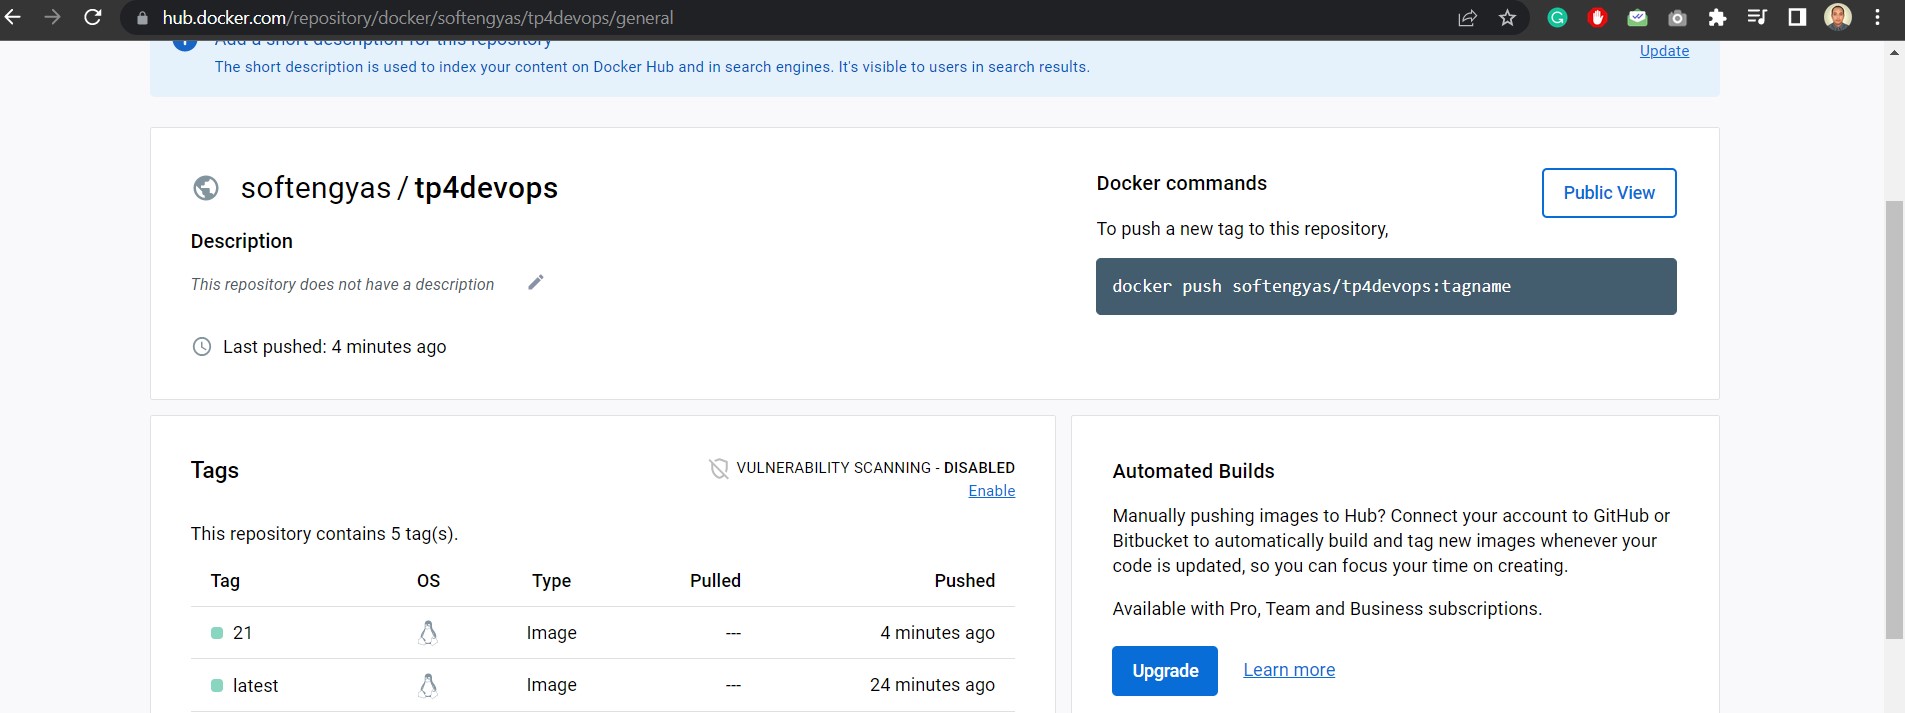 hub.docker.com/repository/docker/softengyas/tp4devops/general
Add a short description for this repository
Update
The short description is used to index your content on Docker Hub and in search engines. It's visible to users in search results.
softengyas / tp4devops
Description
This repository does not have a description
Last pushed: 4 minutes ago
Docker commands
Public View
To push a new tag to this repository,
docker push softengyas/tp4devops:tagname
Tags
VULNERABILITY SCANNING - DISABLED
Enable
This repository contains 5 tag(s).
Tag OS Type Pulled Pushed
21 Image --- 4 minutes ago
latest Image --- 24 minutes ago
Automated Builds
Manually pushing images to Hub? Connect your account to GitHub or
Bitbucket to automatically build and tag new images whenever your
code is updated, so you can focus your time on creating.
Available with Pro, Team and Business subscriptions.
Upgrade Learn more